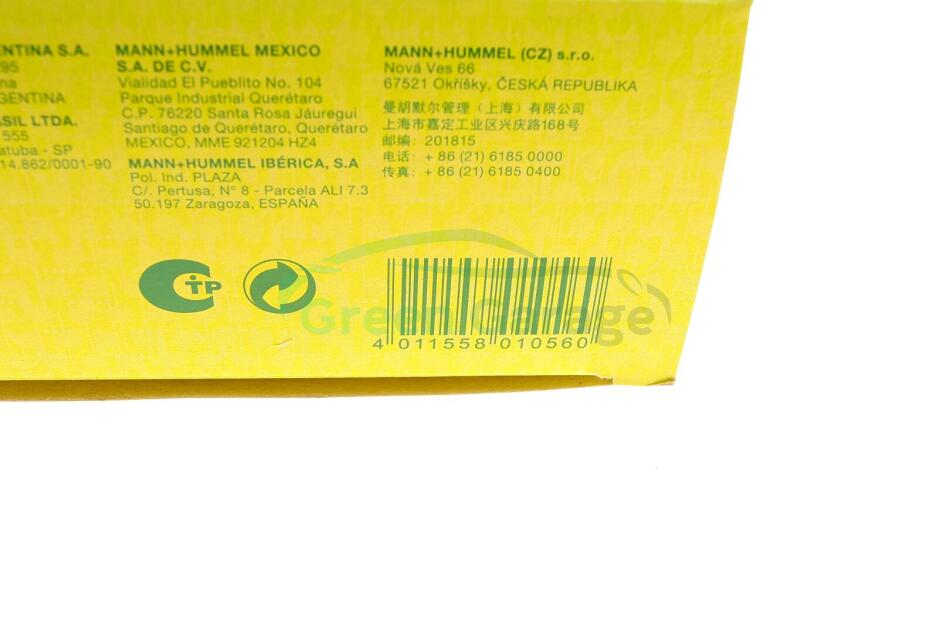 ENTINA S.A.
95
na
GENTINA
ASIL LTDA.
555
atuba - SP
14.862/0001-90
MANN+HUMMEL MEXICO
S.A. DE C.V.
Vialidad El Pueblito No. 104
Parque Industrial Querétaro
C.P. 76220 Santa Rosa Jáuregui
Santiago de Querétaro, Querétaro
MEXICO, MME 921204 HZ4
MANN+HUMMEL IBÉRICA, S.A
Pol. Ind. PLAZA
C/. Pertusa, N° 8 - Parcela ALI 7.3
50.197 Zaragoza, ESPAÑA
MANN+HUMMEL (CZ) s.r.o.
Nová Ves 66
67521 Okříšky, ČESKÁ REPUBLIKA
曼胡默尔管理（上海）有限公司
上海市嘉定工业区兴庆路168号
邮编: 201815
电话: + 86 (21) 6185 0000
传真: + 86 (21) 6185 0400
CTP
Green Garage
4 011558 010560